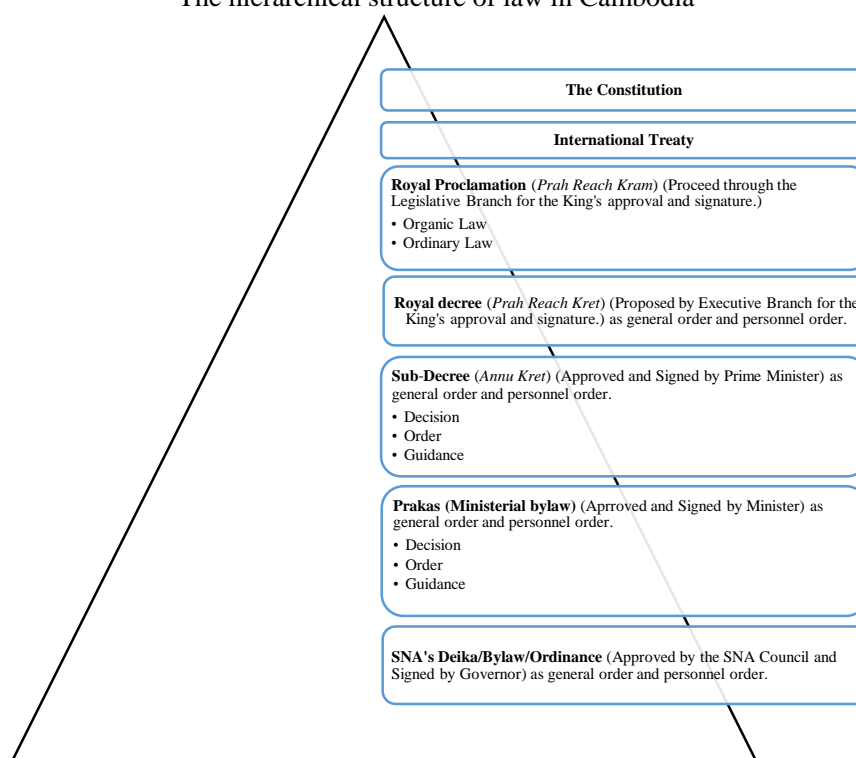 The hierarchical structure of law in Cambodia
The Constitution
International Treaty
Royal Proclamation (Prah Reach Kram) (Proceed through the
Legislative Branch for the King's approval and signature.)
• Organic Law
• Ordinary Law
Royal decree (Prah Reach Kret) (Proposed by Executive Branch for the
King's approval and signature.) as general order and personnel order.
Sub-Decree (Annu Kret) (Approved and Signed by Prime Minister) as
general order and personnel order.
• Decision
• Order
• Guidance
Prakas (Ministerial bylaw) (Aprroved and Signed by Minister) as
general order and personnel order.
• Decision
• Order
• Guidance
SNA's Deika/Bylaw/Ordinance (Approved by the SNA Council and
Signed by Governor) as general order and personnel order.